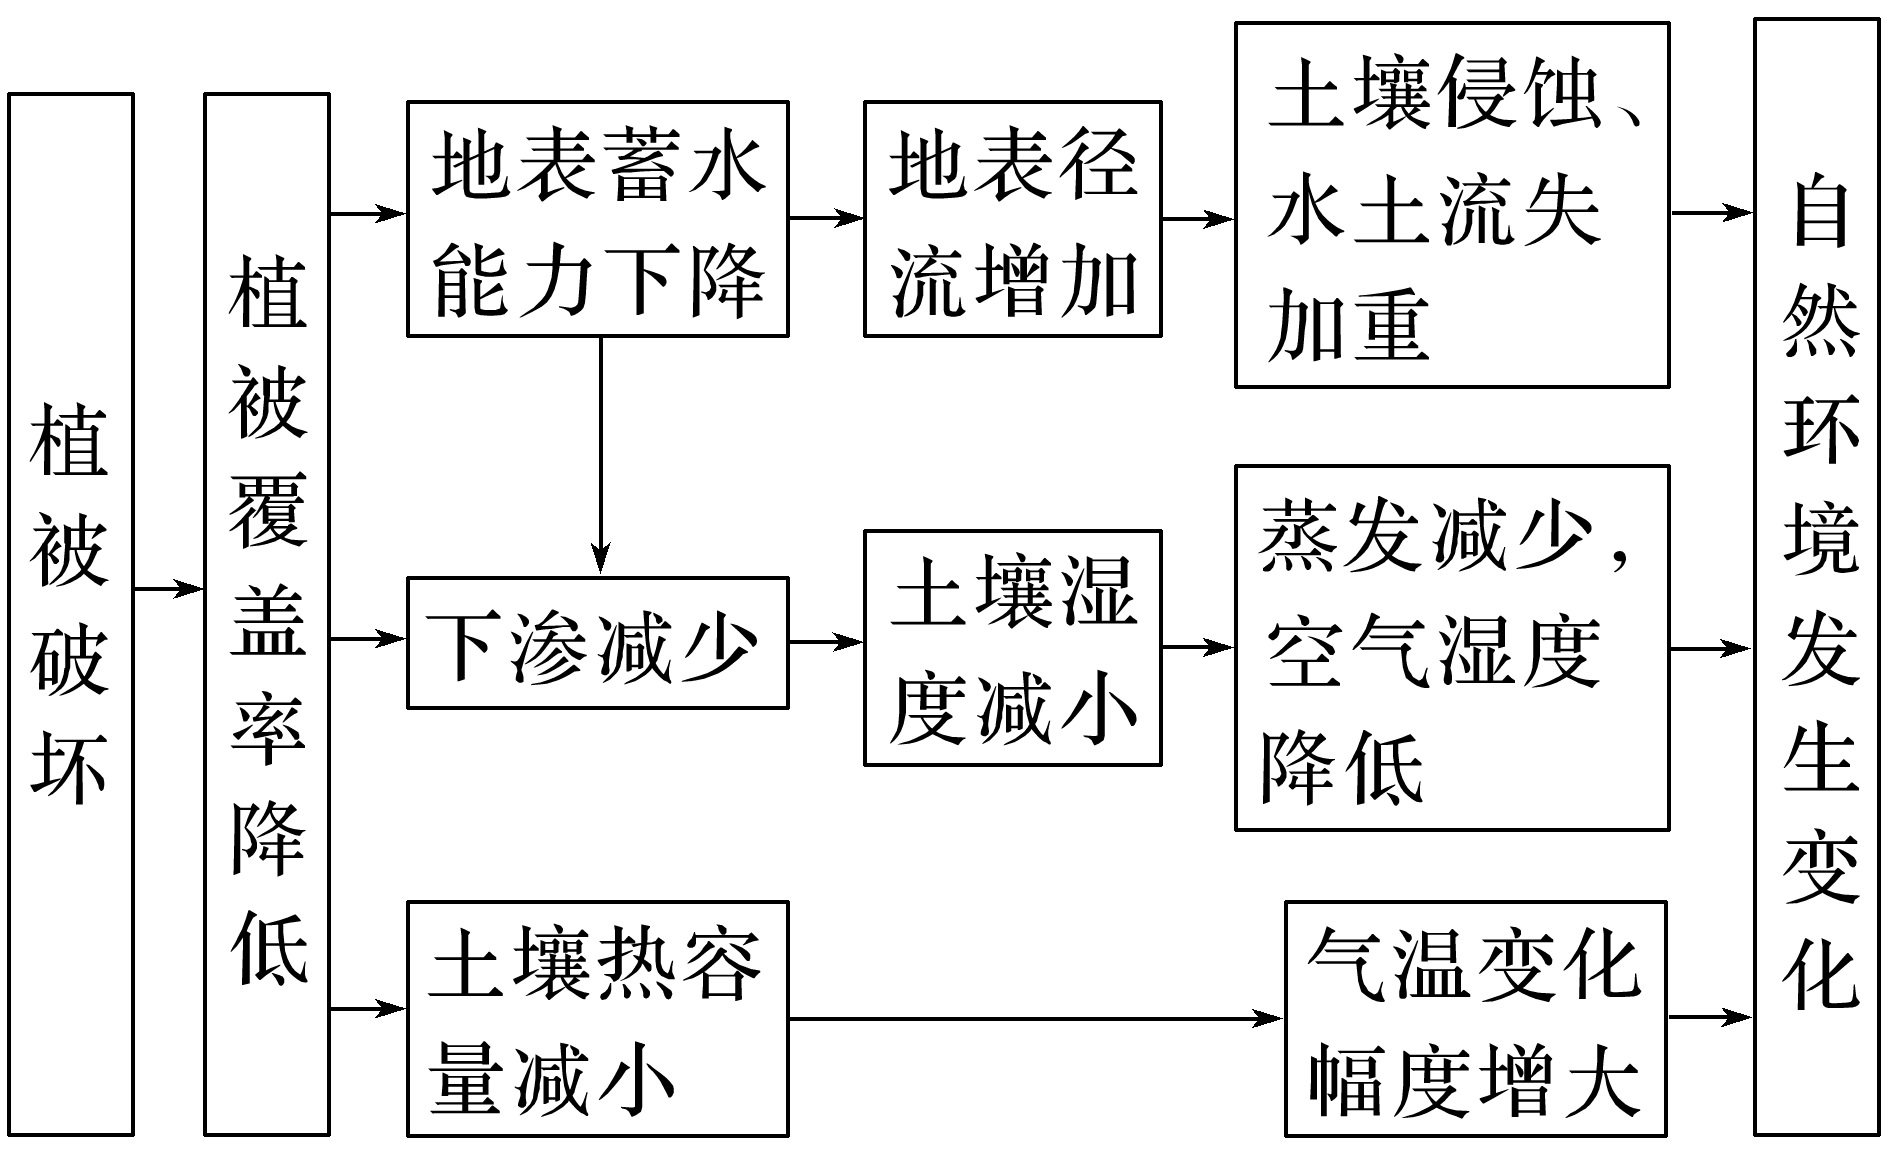 植被破坏
植被覆盖率降低
地表蓄水
能力下降
地表径
流增加
土壤侵蚀、
水土流失
加重
下渗减少
土壤湿
度减小
蒸发减少，
空气湿度
降低
土壤热容
量减小
气温变化
幅度增大
自然环境发生变化